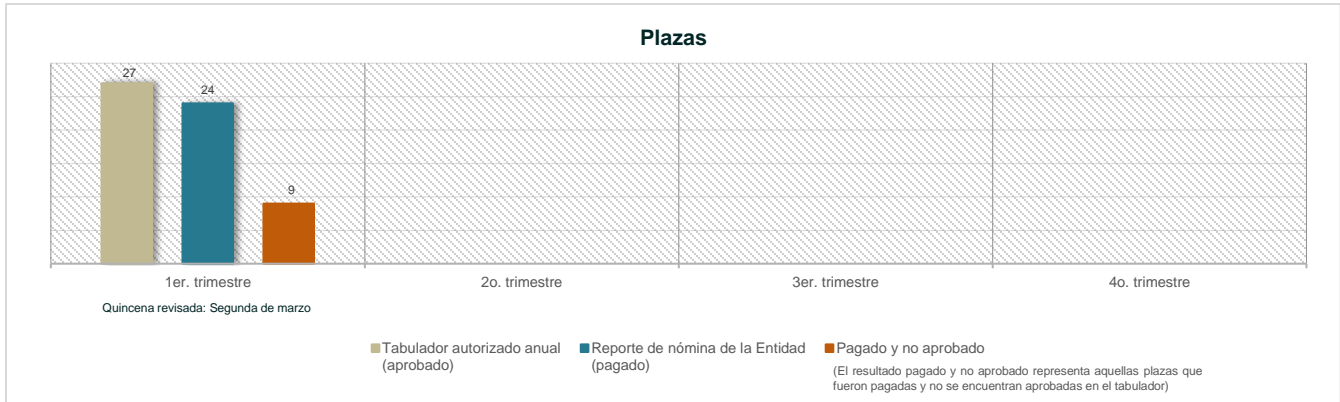 Plazas
27
24
9
1er. trimestre
2o. trimestre
3er. trimestre
4o. trimestre
Quincena revisada: Segunda de marzo
Tabulador autorizado anual
(aprobado)
Reporte de nómina de la Entidad
(pagado)
Pagado y no aprobado
(El resultado pagado y no aprobado representa aquellas plazas que
fueron pagadas y no se encuentran aprobadas en el tabulador)